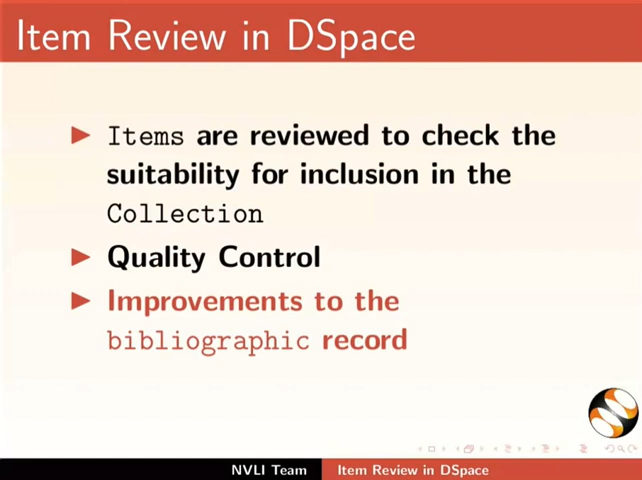 Item Review in DSpace
Items are reviewed to check the
suitability for inclusion in the
Collection
Quality Control
Improvements to the
bibliographic record
NVLI Team
Item Review in DSpace